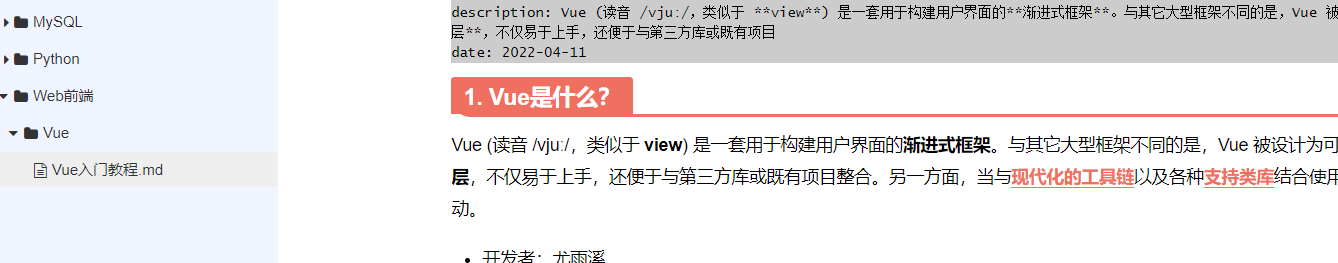 MySQL
Python
Web前端
Vue
Vue入门教程.md
description: Vue (读音 /vjuː/，类似于 **view**) 是一套用于构建用户界面的**渐进式框架**。与其它大型框架不同的是，Vue 被
层**，不仅易于上手，还便于与第三方库或既有项目
date: 2022-04-11
1. Vue是什么？
Vue (读音 /vjuː/，类似于 view) 是一套用于构建用户界面的渐进式框架。与其它大型框架不同的是，Vue 被设计为可
层，不仅易于上手，还便于与第三方库或既有项目整合。另一方面，当与现代化的工具链以及各种支持类库结合使用
动。
• 开发者：尤雨溪